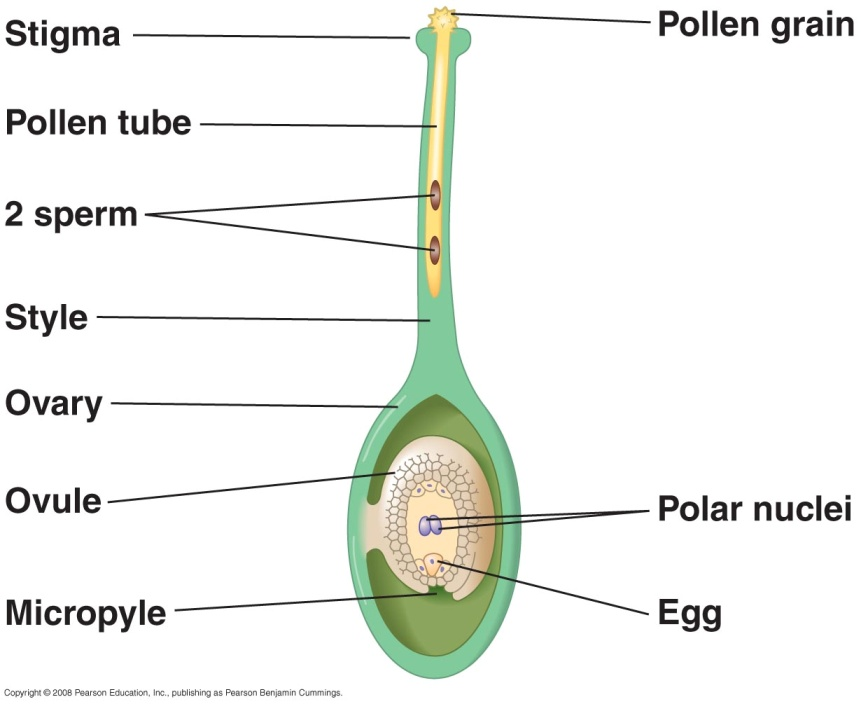 Stigma
Pollen grain
Pollen tube
2 sperm
Style
Ovary
Ovule
Polar nuclei
Micropyle
Egg
Copyright © 2008 Pearson Education, Inc., publishing as Pearson Benjamin Cummings.